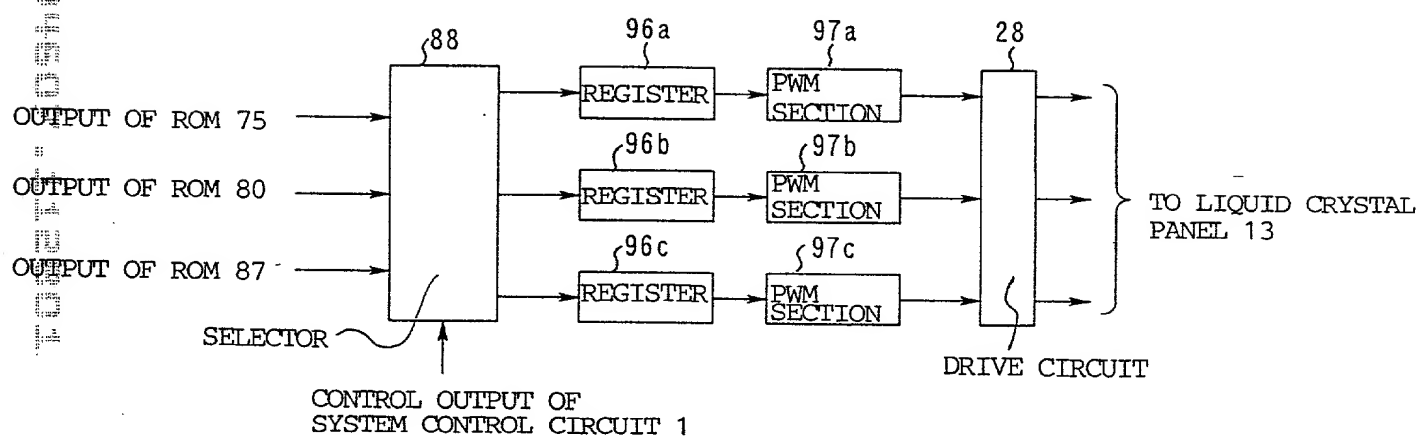 88
96a
97a
28
REGISTER
PWM
SECTION
OUTPUT OF ROM 75
96b
97b
OUTPUT OF ROM 80
REGISTER
PWM
SECTION
TO LIQUID CRYSTAL
PANEL 13
96c
97c
OUTPUT OF ROM 87
REGISTER
PWM
SECTION
SELECTOR
DRIVE CIRCUIT
CONTROL OUTPUT OF
SYSTEM CONTROL CIRCUIT 1